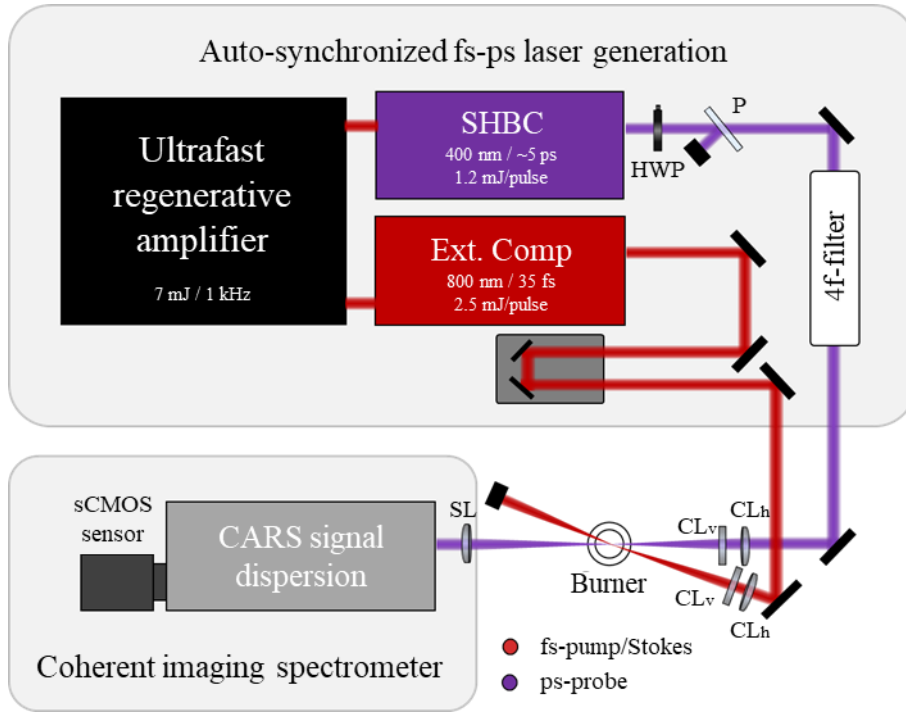 Auto-synchronized fs-ps laser generation
Ultrafast
regenerative
amplifier
7 mJ / 1 kHz
SHBC
400 nm / ~5 ps
1.2 mJ/pulse
HWP
P
Ext. Comp
800 nm / 35 fs
2.5 mJ/pulse
4f-filter
sCMOS
sensor
CARS signal
dispersion
SL
Burner
CLv
CLh
CLv
CLh
Coherent imaging spectrometer
fs-pump/Stokes
ps-probe